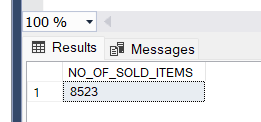 100 %
Results Messages
NO_OF_SOLD_ITEMS
1 8523